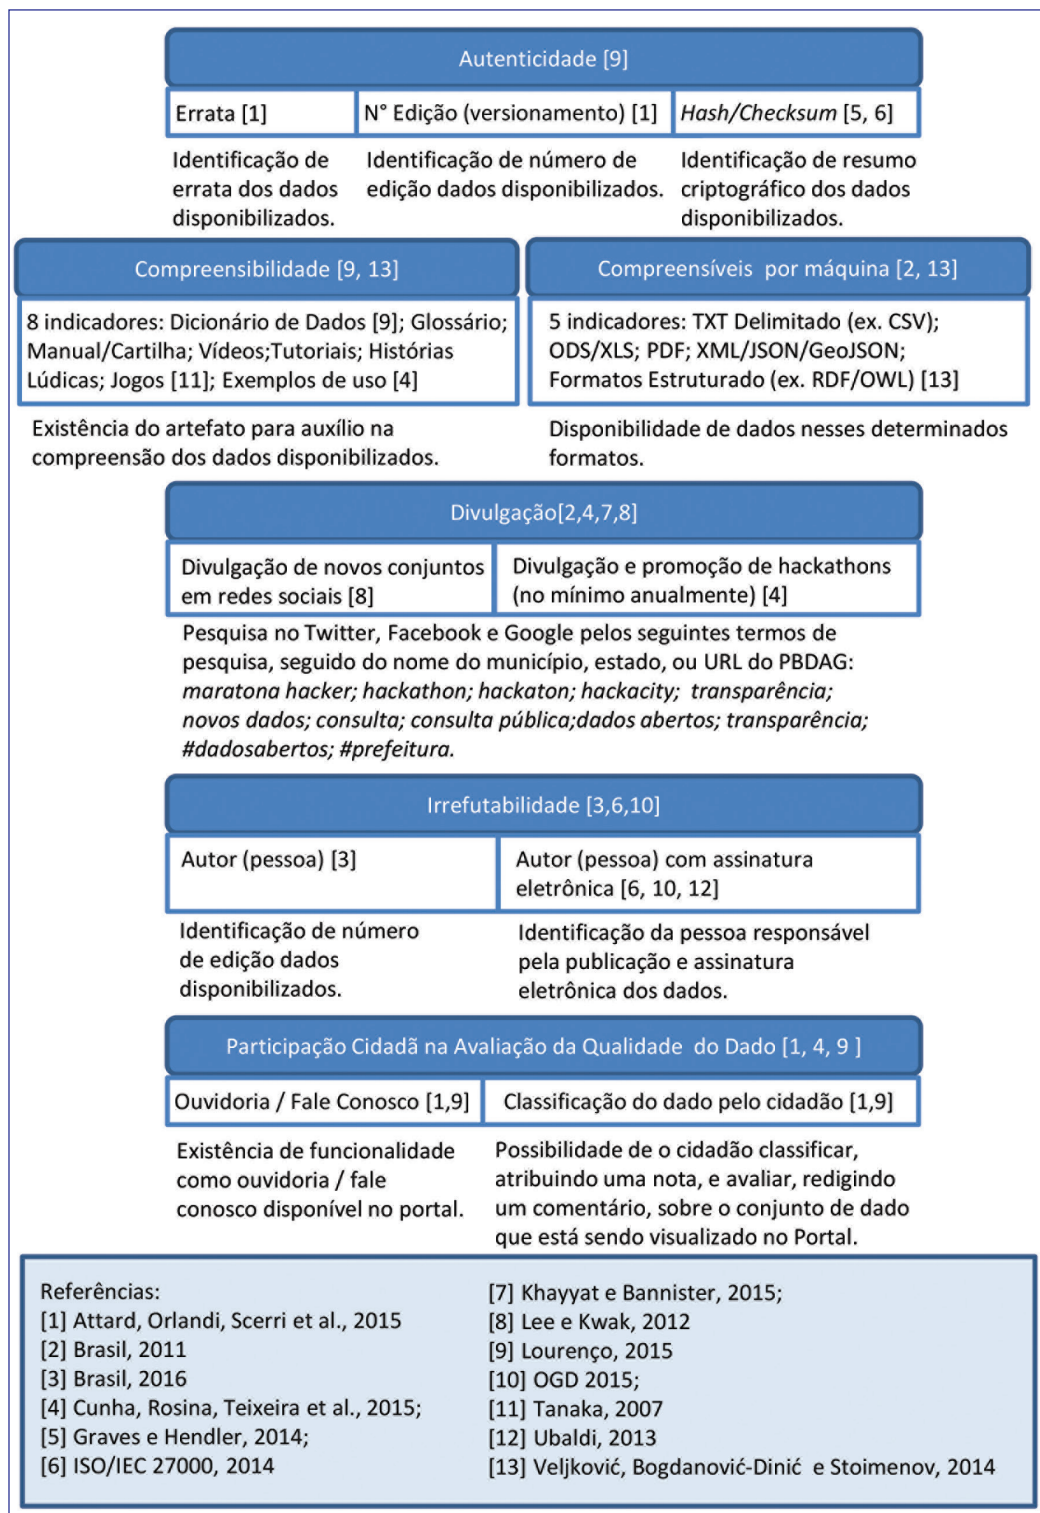 Autenticidade [9]
Errata [1]
N° Edição (versionamento) [1]
Hash/Checksum [5, 6]
Identificação de
errata dos dados
disponibilizados.
Identificação de número de
edição dados disponibilizados.
Identificação de resumo
criptográfico dos dados
disponibilizados.
Compreensibilidade [9, 13]
8 indicadores: Dicionário de Dados [9]; Glossário;
Manual/Cartilha; Vídeos;Tutoriais; Histórias
Lúdicas; Jogos [11]; Exemplos de uso [4]
Existência do artefato para auxílio na
compreensão dos dados disponibilizados.
Compreensíveis por máquina [2, 13]
5 indicadores: TXT Delimitado (ex. CSV);
ODS/XLS; PDF; XML/JSON/GeoJSON;
Formatos Estruturado (ex. RDF/OWL) [13]
Disponibilidade de dados nesses determinados
formatos.
Divulgação[2,4,7,8]
Divulgação de novos conjuntos
em redes sociais [8]
Divulgação e promoção de hackathons
(no mínimo anualmente) [4]
Pesquisa no Twitter, Facebook e Google pelos seguintes termos de
pesquisa, seguido do nome do município, estado, ou URL do PBDAG:
maratona hacker; hackathon; hackaton; hackacity; transparência;
novos dados; consulta; consulta pública;dados abertos; transparência;
#dadosabertos; #prefeitura.
Irrefutabilidade [3,6,10]
Autor (pessoa) [3]
Autor (pessoa) com assinatura
eletrônica [6, 10, 12]
Identificação de número
de edição dados
disponibilizados.
Identificação da pessoa responsável
pela publicação e assinatura
eletrônica dos dados.
Participação Cidadã na Avaliação da Qualidade do Dado [1, 4, 9 ]
Ouvidoria / Fale Conosco [1,9]
Classificação do dado pelo cidadão [1,9]
Existência de funcionalidade
como ouvidoria / fale
conosco disponível no portal.
Possibilidade de o cidadão classificar,
atribuindo uma nota, e avaliar, redigindo
um comentário, sobre o conjunto de dado
que está sendo visualizado no Portal.
Referências:
[1] Attard, Orlandi, Scerri et al., 2015
[2] Brasil, 2011
[3] Brasil, 2016
[4] Cunha, Rosina, Teixeira et al., 2015;
[5] Graves e Hendler, 2014;
[6] ISO/IEC 27000, 2014
[7] Khayyat e Bannister, 2015;
[8] Lee e Kwak, 2012
[9] Lourenço, 2015
[10] OGD 2015;
[11] Tanaka, 2007
[12] Ubaldi, 2013
[13] Veljković, Bogdanović-Dinić e Stoimenov, 2014